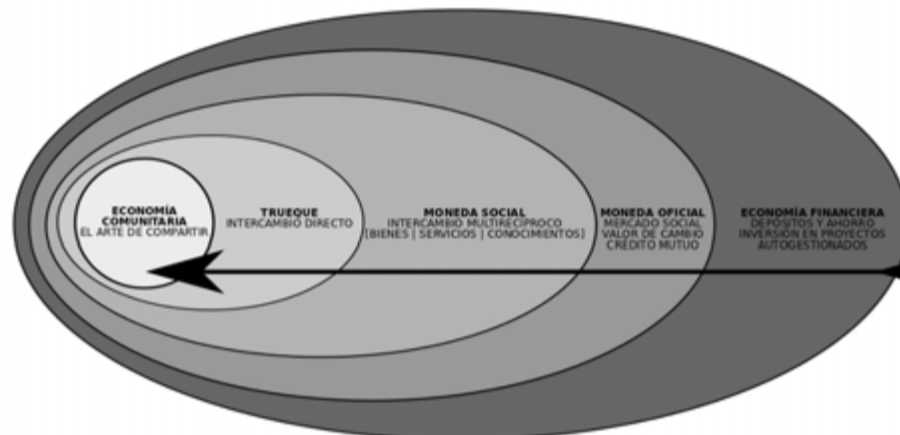 ECONOMÍA
COMUNITARIA
EL ARTE DE COMPARTIR
TRUEQUE
INTERCAMBIO DIRECTO
MONEDA SOCIAL
INTERCAMBIO MULTIRECÍPROCO
[BIENES | SERVICIOS | CONOCIMIENTOS]
MONEDA OFICIAL
MERCADO SOCIAL
VALOR DE CAMBIO
CRÉDITO MUTUO
ECONOMÍA FINANCIERA
DEPÓSITOS Y AHORRO
INVERSIÓN EN PROYECTOS
AUTOGESTIONADOS